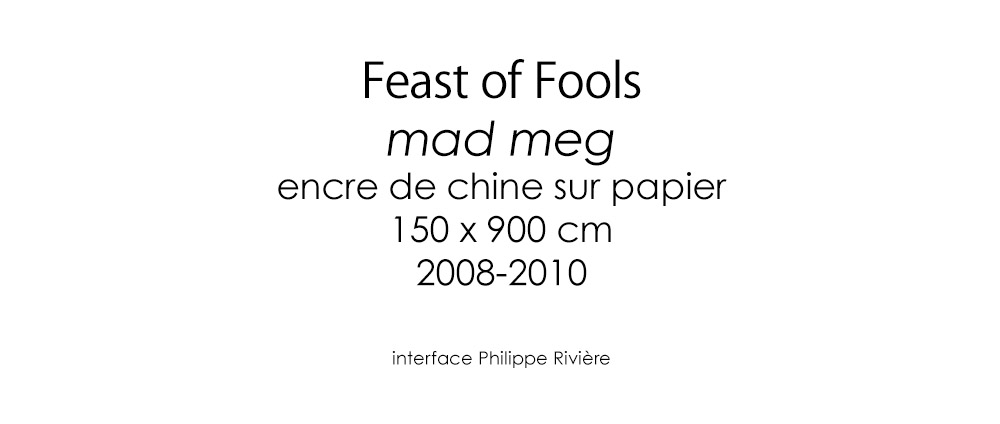 Feast of Fools
mad meg
encre de chine sur papier
150 x 900 cm
2008-2010
interface Philippe Rivière